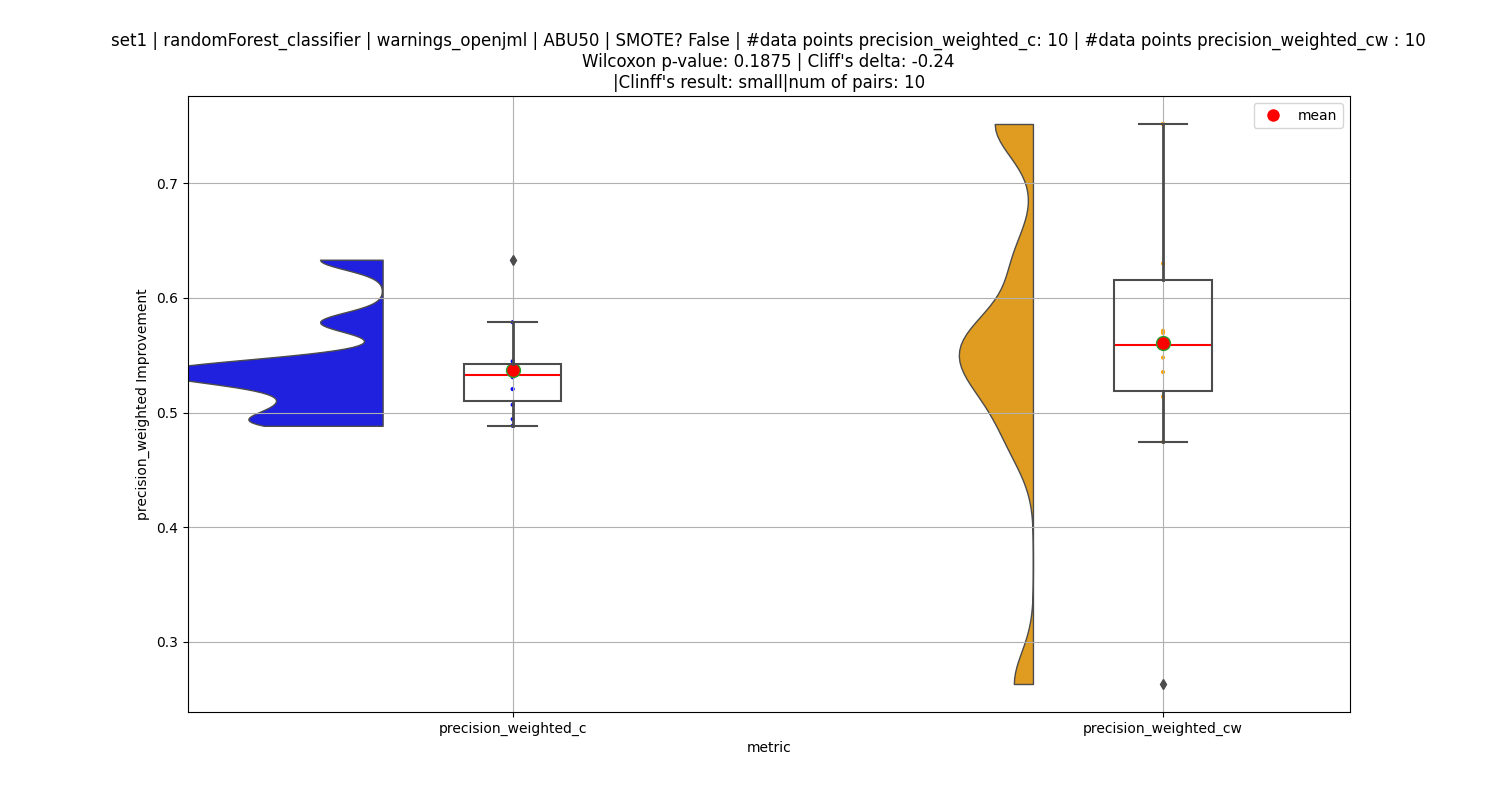 set1 | randomForest_classifier | warnings_openjml | ABU50 | SMOTE? False | #data points precision_weighted_c: 10 | #data points precision_weighted_cw : 10
Wilcoxon p-value: 0.1875 | Cliff's delta: -0.24
|Clinff's result: small|num of pairs: 10
mean
precision_weighted Improvement
0.7
0.6
0.5
0.4
0.3
precision_weighted_c
precision_weighted_cw
metric